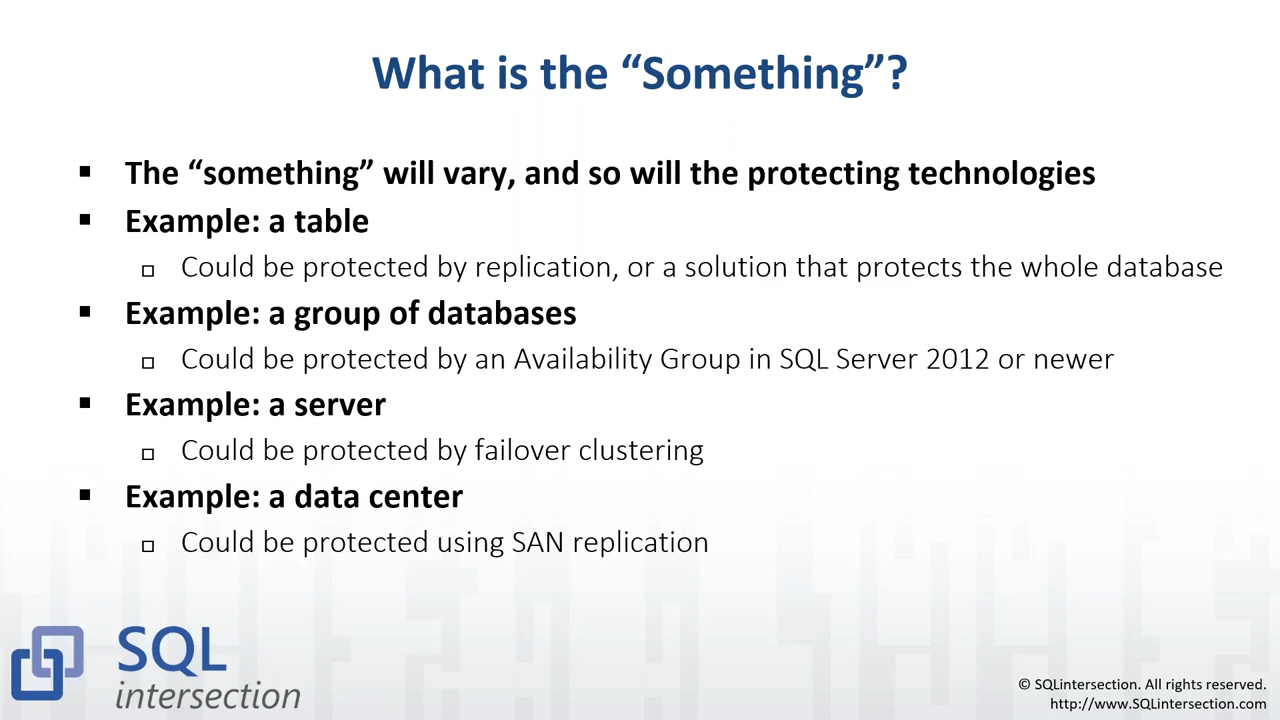 What is the “Something”?
▪ The “something” will vary, and so will the protecting technologies
▪ Example: a table
▫ Could be protected by replication, or a solution that protects the whole database
▪ Example: a group of databases
▫ Could be protected by an Availability Group in SQL Server 2012 or newer
▪ Example: a server
▫ Could be protected by failover clustering
▪ Example: a data center
▫ Could be protected using SAN replication
SQL
intersection
© SQLintersection. All rights reserved.
http://www.SQLintersection.com